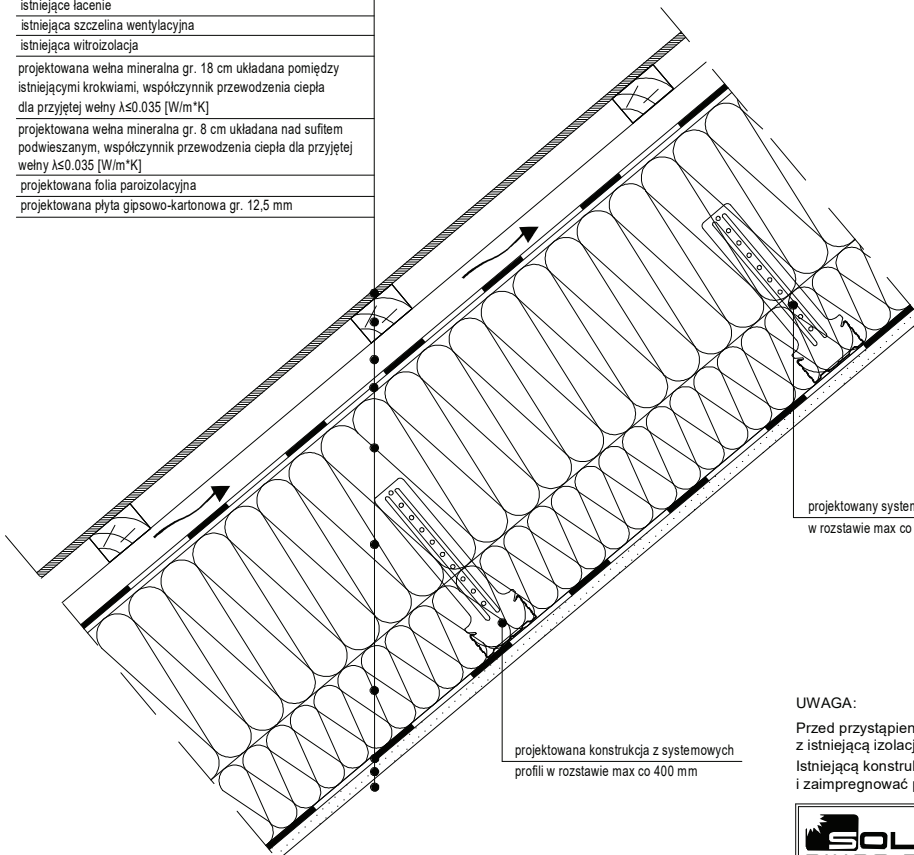 istniejące łacenie
istniejąca szczelina wentylacyjna
istniejąca witroizolacja
projektowana wełna mineralna gr. 18 cm układana pomiędzy
istniejącymi krokwiami, współczynnik przewodzenia ciepła
dla przyjętej wełny λ≤0.035 [W/m*K]
projektowana wełna mineralna gr. 8 cm układana nad sufitem
podwieszanym, współczynnik przewodzenia ciepła dla przyjętej
wełny λ≤0.035 [W/m*K]
projektowana folia paroizolacyjna
projektowana płyta gipsowo-kartonowa gr. 12,5 mm
projektowany system
w rozstawie max co
projektowana konstrukcja z systemowych
profili w rozstawie max co 400 mm
UWAGA:
Przed przystąpien
z istniejącą izolacj
Istniejącą konstruk
i zaimpregnować p
SOL